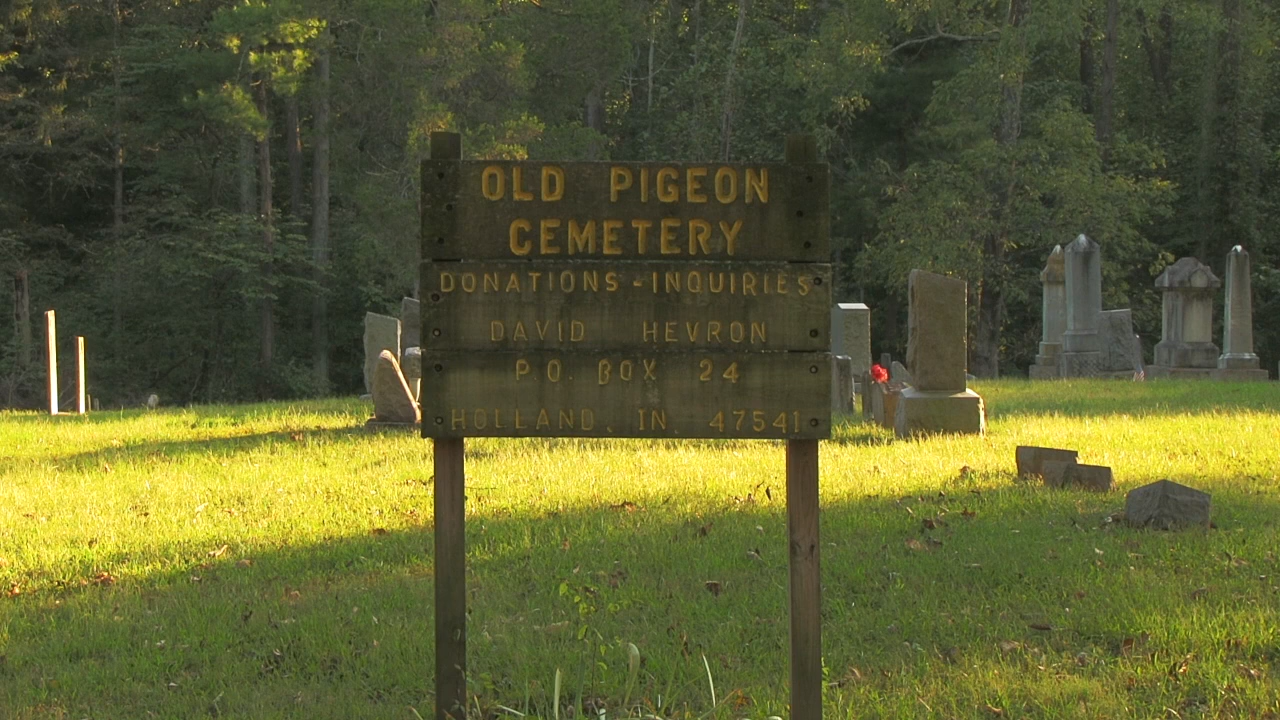 OLD PIGEON
CEMETERY
DONATIONS - INQUIRIES
DAVID HEVRON
P.O. BOX 24
HOLLAND, IN. 47541